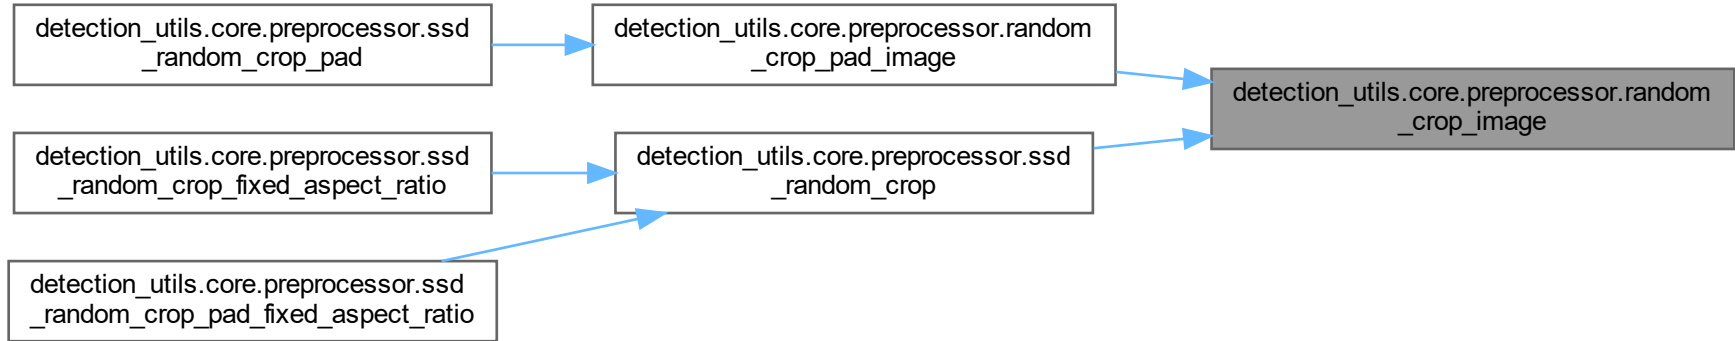 detection_utils.core.preprocessor.ssd
_random_crop_pad
detection_utils.core.preprocessor.random
_crop_pad_image
detection_utils.core.preprocessor.random
_crop_image
detection_utils.core.preprocessor.ssd
_random_crop_fixed_aspect_ratio
detection_utils.core.preprocessor.ssd
_random_crop
detection_utils.core.preprocessor.ssd
_random_crop_pad_fixed_aspect_ratio